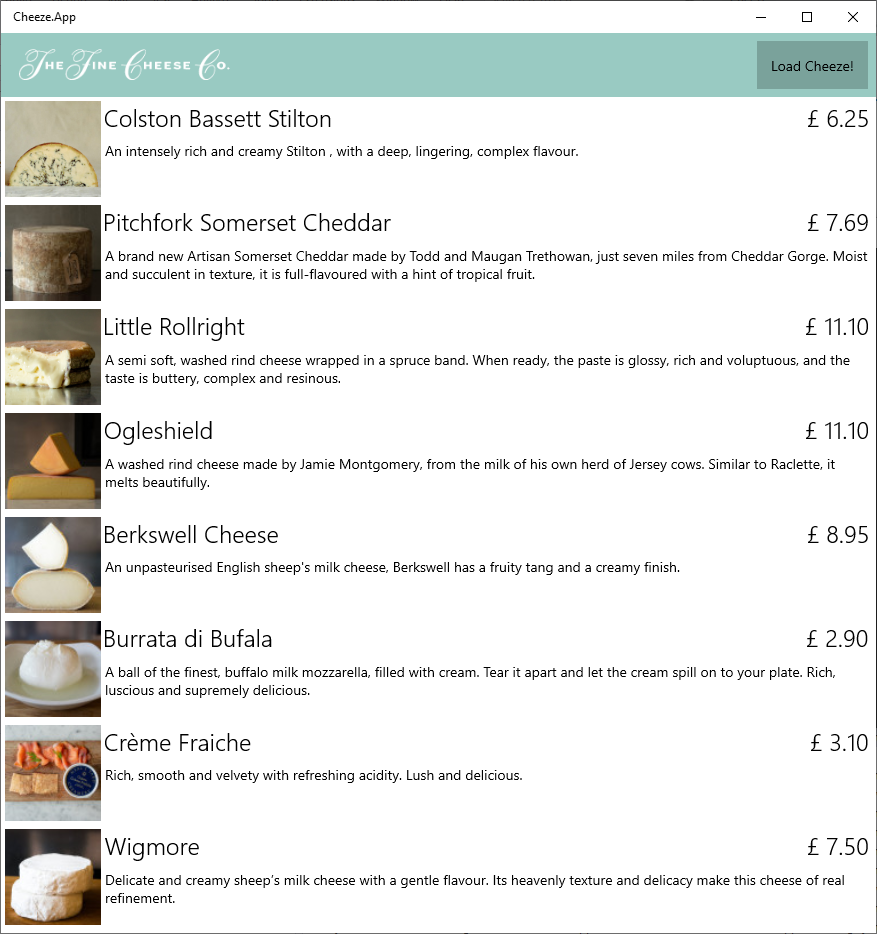 Cheeze.App
The Fine Cheese Co.
Load Cheeze!
Colston Bassett Stilton
£ 6.25
An intensely rich and creamy Stilton , with a deep, lingering, complex flavour.
Pitchfork Somerset Cheddar
£ 7.69
A brand new Artisan Somerset Cheddar made by Todd and Maugan Trethowan, just seven miles from Cheddar Gorge. Moist
and succulent in texture, it is full-flavoured with a hint of tropical fruit.
Little Rollright
£ 11.10
A semi soft, washed rind cheese wrapped in a spruce band. When ready, the paste is glossy, rich and voluptuous, and the
taste is buttery, complex and resinous.
Ogleshield
£ 11.10
A washed rind cheese made by Jamie Montgomery, from the milk of his own herd of Jersey cows. Similar to Raclette, it
melts beautifully.
Berkswell Cheese
£ 8.95
An unpasteurised English sheep's milk cheese, Berkswell has a fruity tang and a creamy finish.
Burrata di Bufala
£ 2.90
A ball of the finest, buffalo milk mozzarella, filled with cream. Tear it apart and let the cream spill on to your plate. Rich,
luscious and supremely delicious.
Crème Fraiche
£ 3.10
Rich, smooth and velvety with refreshing acidity. Lush and delicious.
Wigmore
£ 7.50
Delicate and creamy sheep’s milk cheese with a gentle flavour. Its heavenly texture and delicacy make this cheese of real
refinement.